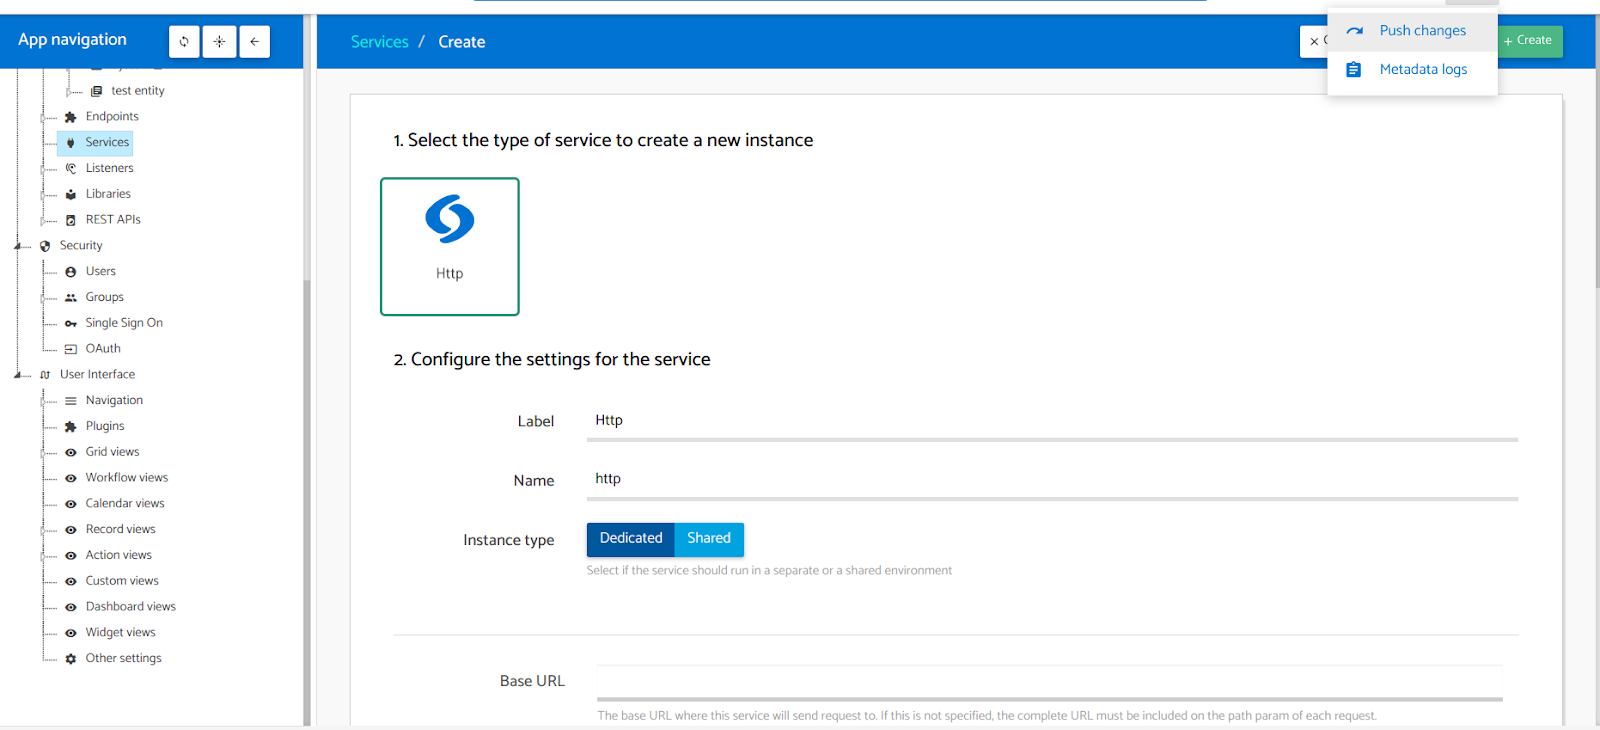 App navigation
test entity
Endpoints
Services
Listeners
Libraries
REST APIs
Security
Users
Groups
Single Sign On
OAuth
User Interface
Navigation
Plugins
Grid views
Workflow views
Calendar views
Record views
Action views
Custom views
Dashboard views
Widget views
Other settings
Services / Create
Push changes
Metadata logs
+ Create
1. Select the type of service to create a new instance
Http
2. Configure the settings for the service
Label Http
Name http
Instance type Dedicated Shared
Select if the service should run in a separate or a shared environment
Base URL
The base URL where this service will send request to. If this is not specified, the complete URL must be included on the path param of each request.